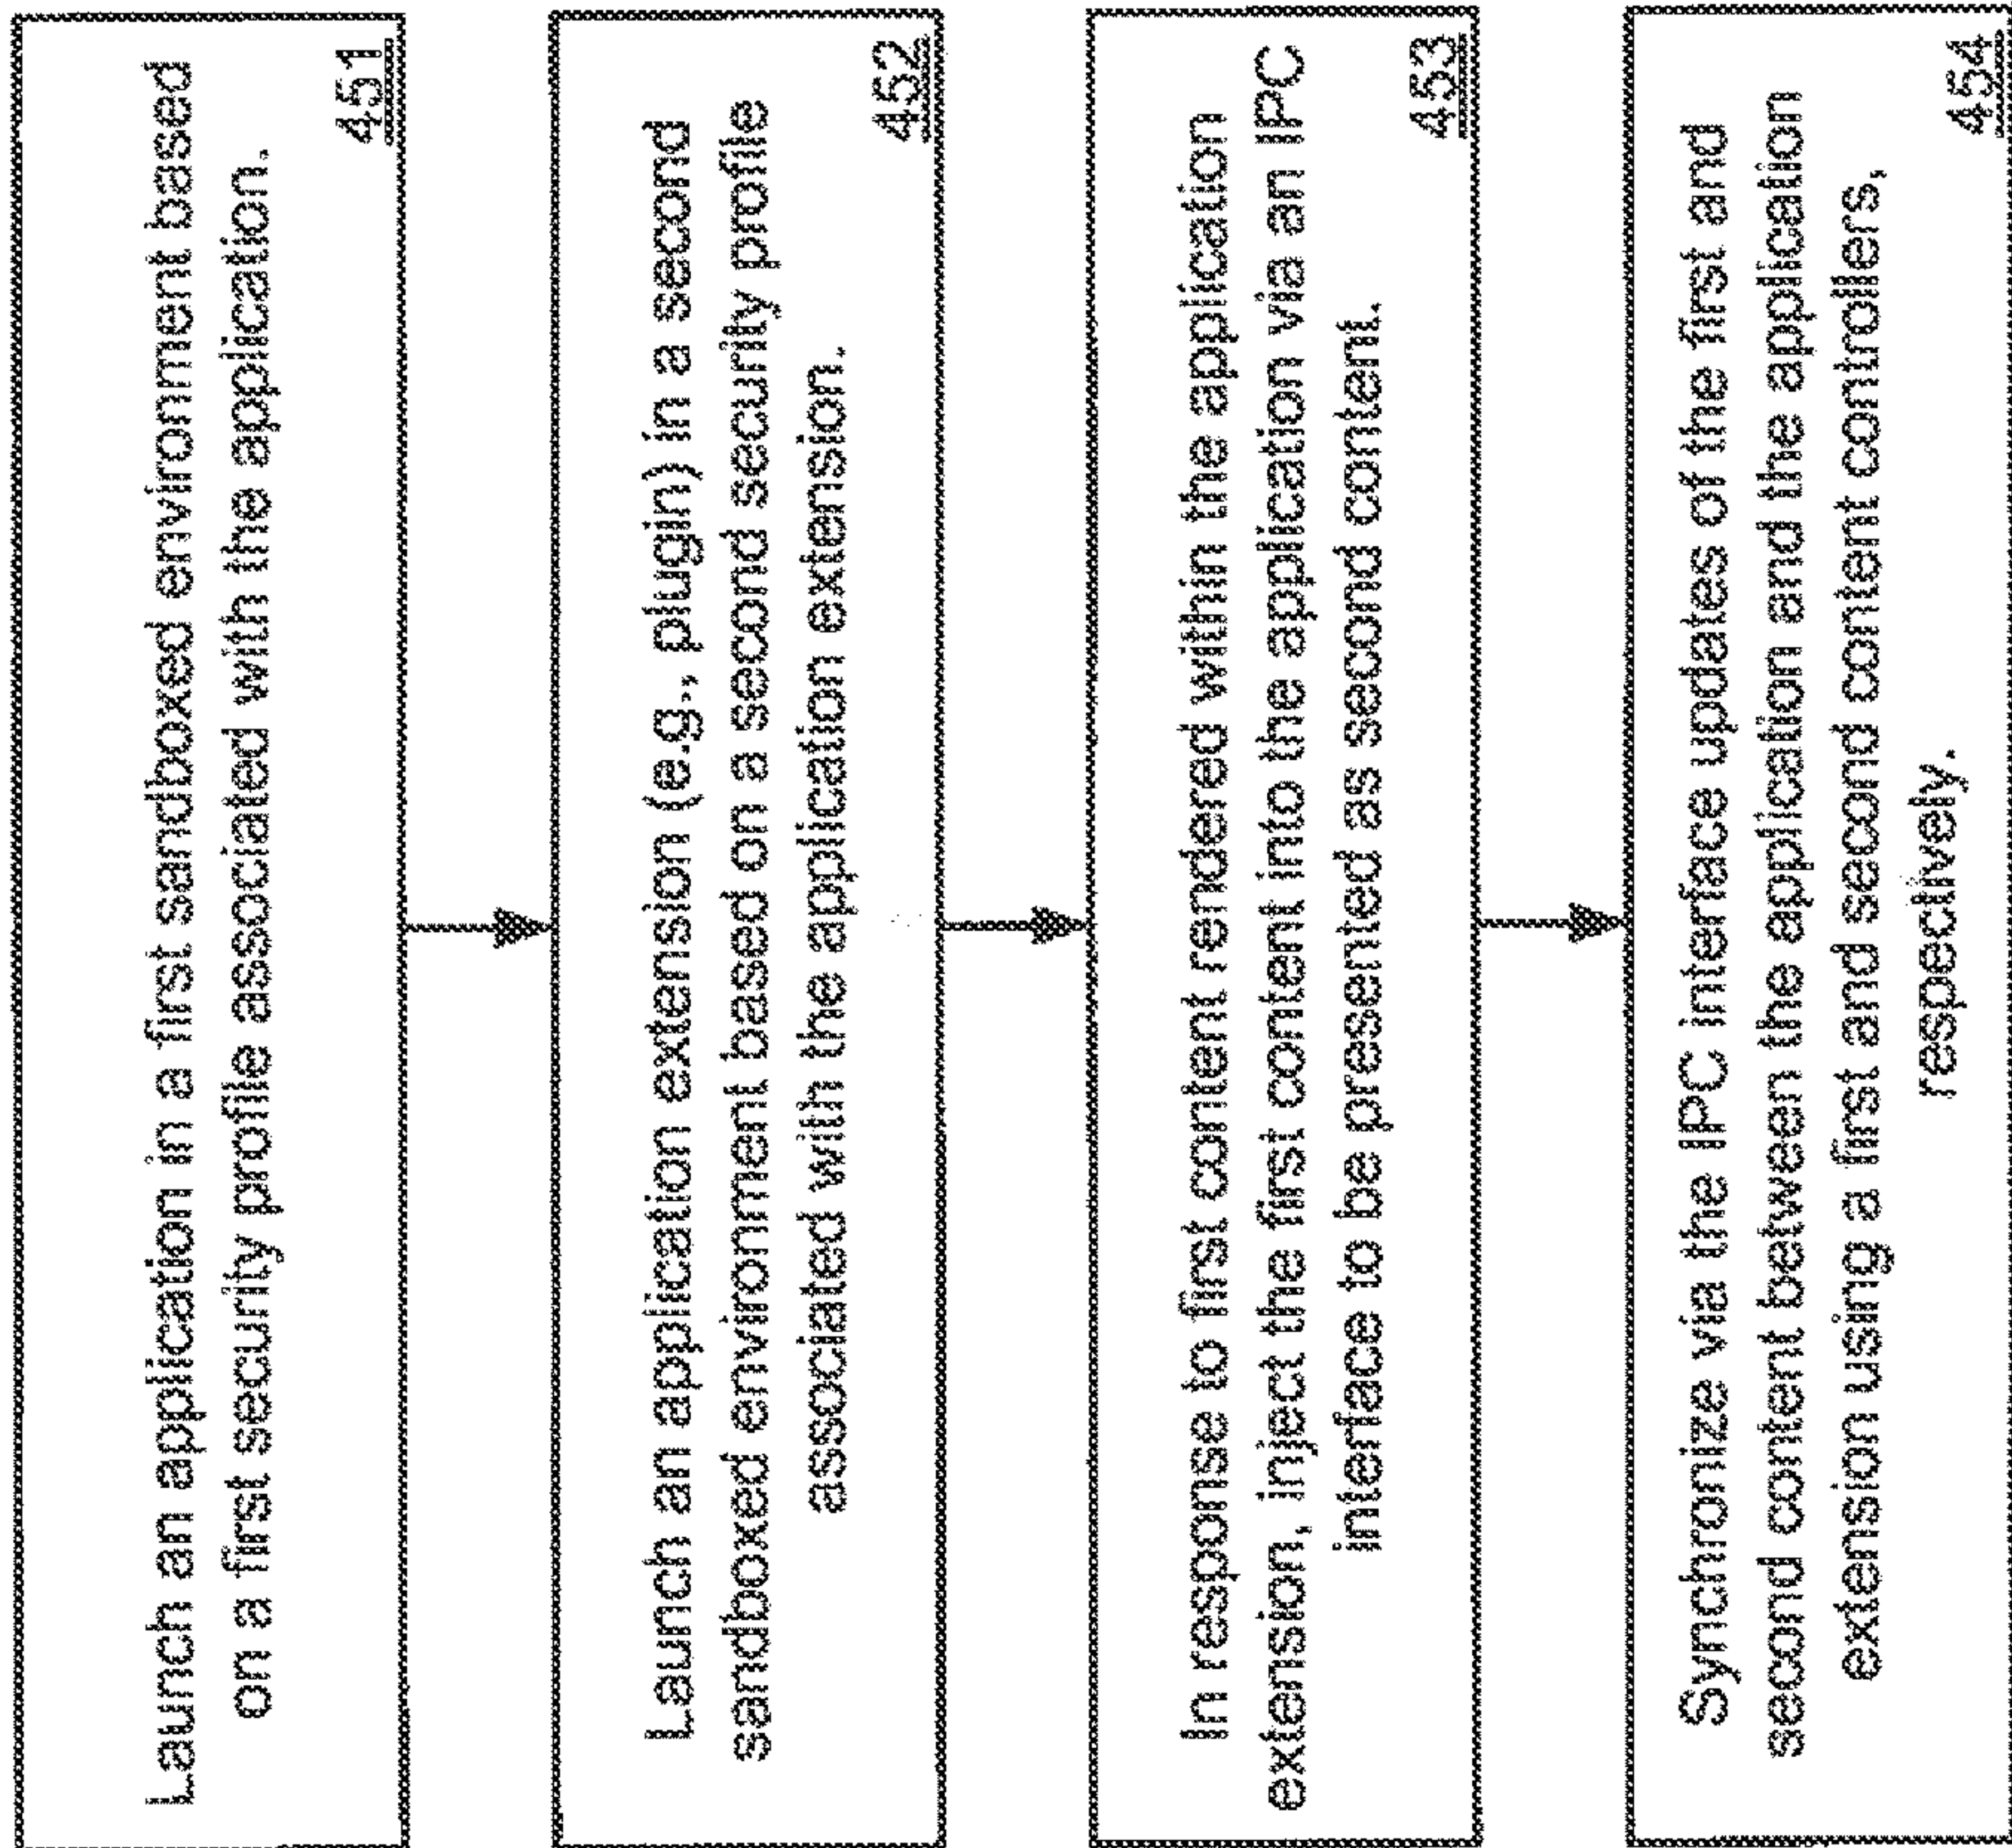 Launch an application in a first sandboxed environment based
on a first security profile associated with the application.
451
Launch an application extension (e.g., plugin) in a second
sandboxed environment based on a second security profile
associated with the application extension.
452
In response to first content rendered within the application
extension, inject the first content into the application via an IPC
interface to be presented as second content.
453
Synchronize via the IPC interface updates of the first and
second content between the application and the application
extension using a first and second content controllers,
respectively.
454